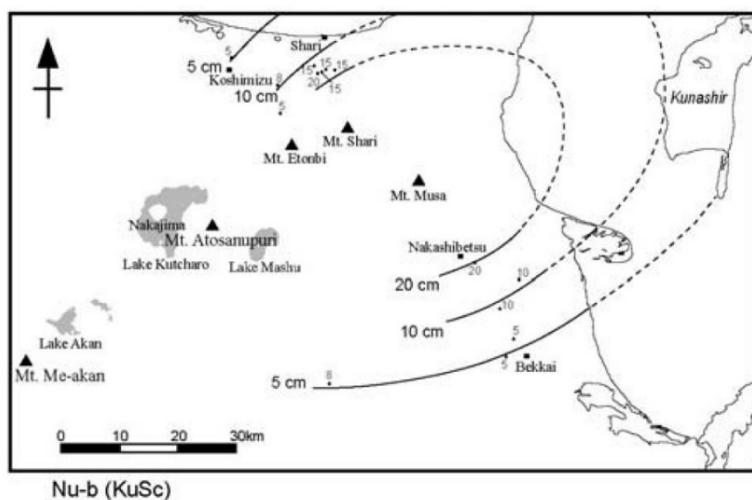 Shari
5
5 cm
Koshimizu
15
15
15
20
15
8
10 cm
5
Kunashir
Mt. Shari
Mt. Etonbi
Mt. Musa
Nakajima
Mt. Atosanupuri
Lake Kutcharo
Lake Mashu
Nakashibetsu
20
20 cm
10
10
10 cm
Lake Akan
5
Mt. Me-akan
8
5 cm
5
Bekkai
0 10 20 30km
Nu-b (KuSc)